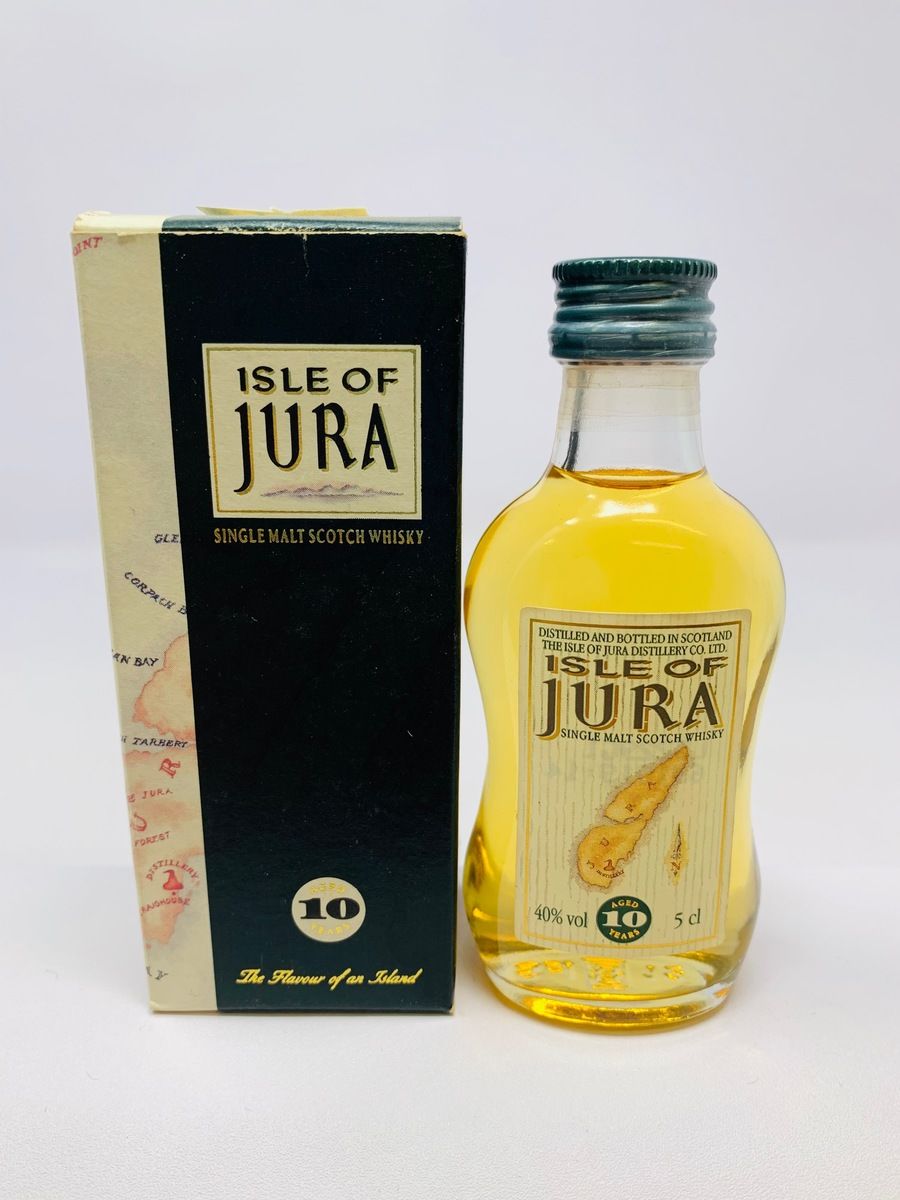 ISLE OF
JURA
SINGLE MALT SCOTCH WHISKY
AGED
10
YEARS
The Flavour of an Island
OINT
GLE
CORPACH B
AN BAY
TARBERT
R
JURA
U
FOREST
DISTILLERY
DISTILLED AND BOTTLED IN SCOTLAND
THE ISLE OF JURA DISTILLERY CO. LTD.
ISLE OF
JURA
SINGLE MALT SCOTCH WHISKY
J U R A
40% vol
AGED
10
YEARS
5 cl